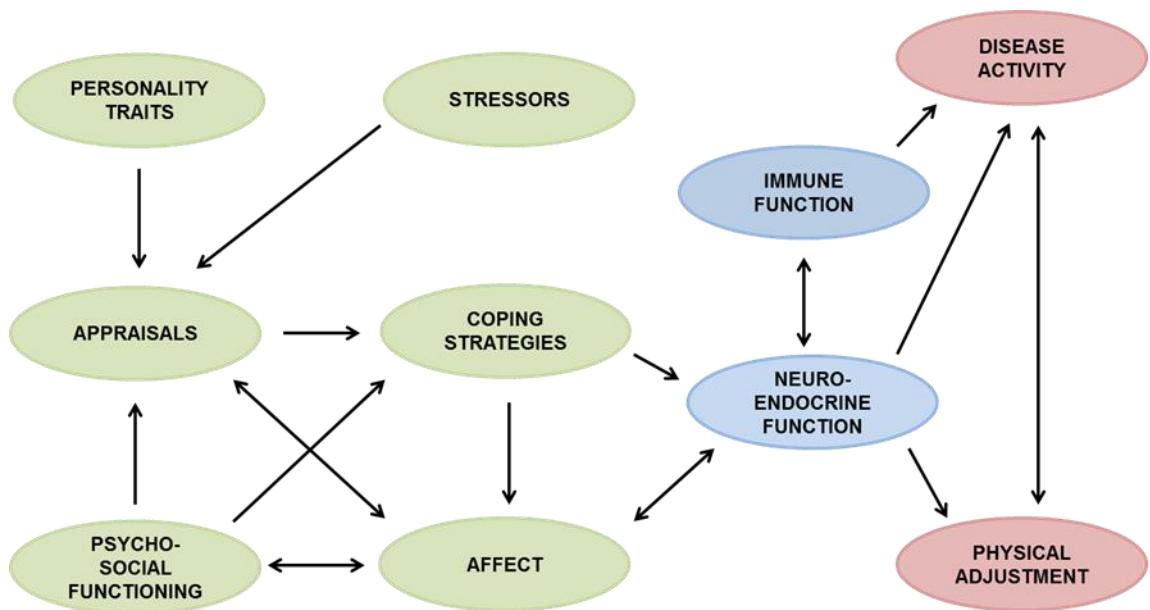 DISEASE
ACTIVITY
PERSONALITY
TRAITS
STRESSORS
IMMUNE
FUNCTION
APPRAISALS
COPING
STRATEGIES
NEURO-
ENDOCRINE
FUNCTION
PSYCHO-
SOCIAL
FUNCTIONING
AFFECT
PHYSICAL
ADJUSTMENT